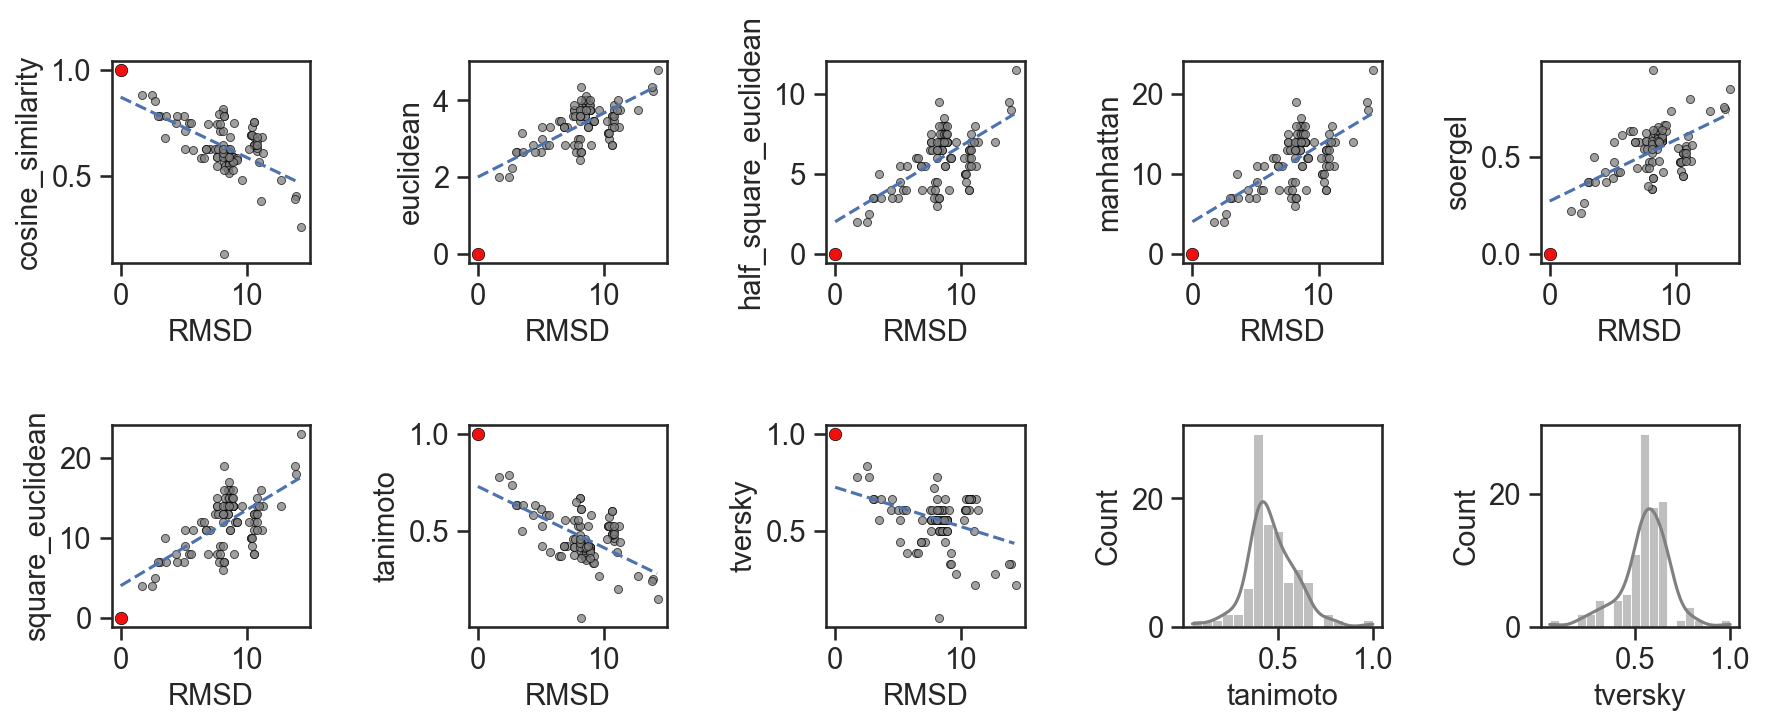 cosine_similarity
1.0
0.5
0
10
RMSD
euclidean
4
2
0
0
10
RMSD
half_square_euclidean
10
5
0
0
10
RMSD
manhattan
20
10
0
0
10
RMSD
soergel
0.5
0.0
0
10
RMSD
square_euclidean
20
10
0
0
10
RMSD
tanimoto
1.0
0.5
0
10
RMSD
tversky
1.0
0.5
0
10
RMSD
Count
20
0
0.5
1.0
tanimoto
Count
20
0
0.5
1.0
tversky